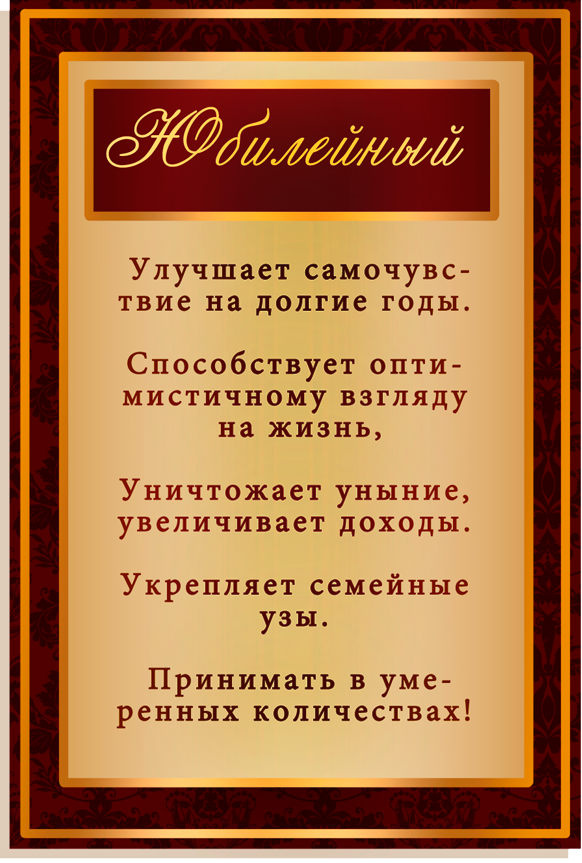 Юбилейный
Улучшает самочувс-
твие на долгие годы.
Способствует опти-
мистичному взгляду
на жизнь,
Уничтожает уныние,
увеличивает доходы.
Укрепляет семейные
узы.
Принимать в уме-
ренных количествах!